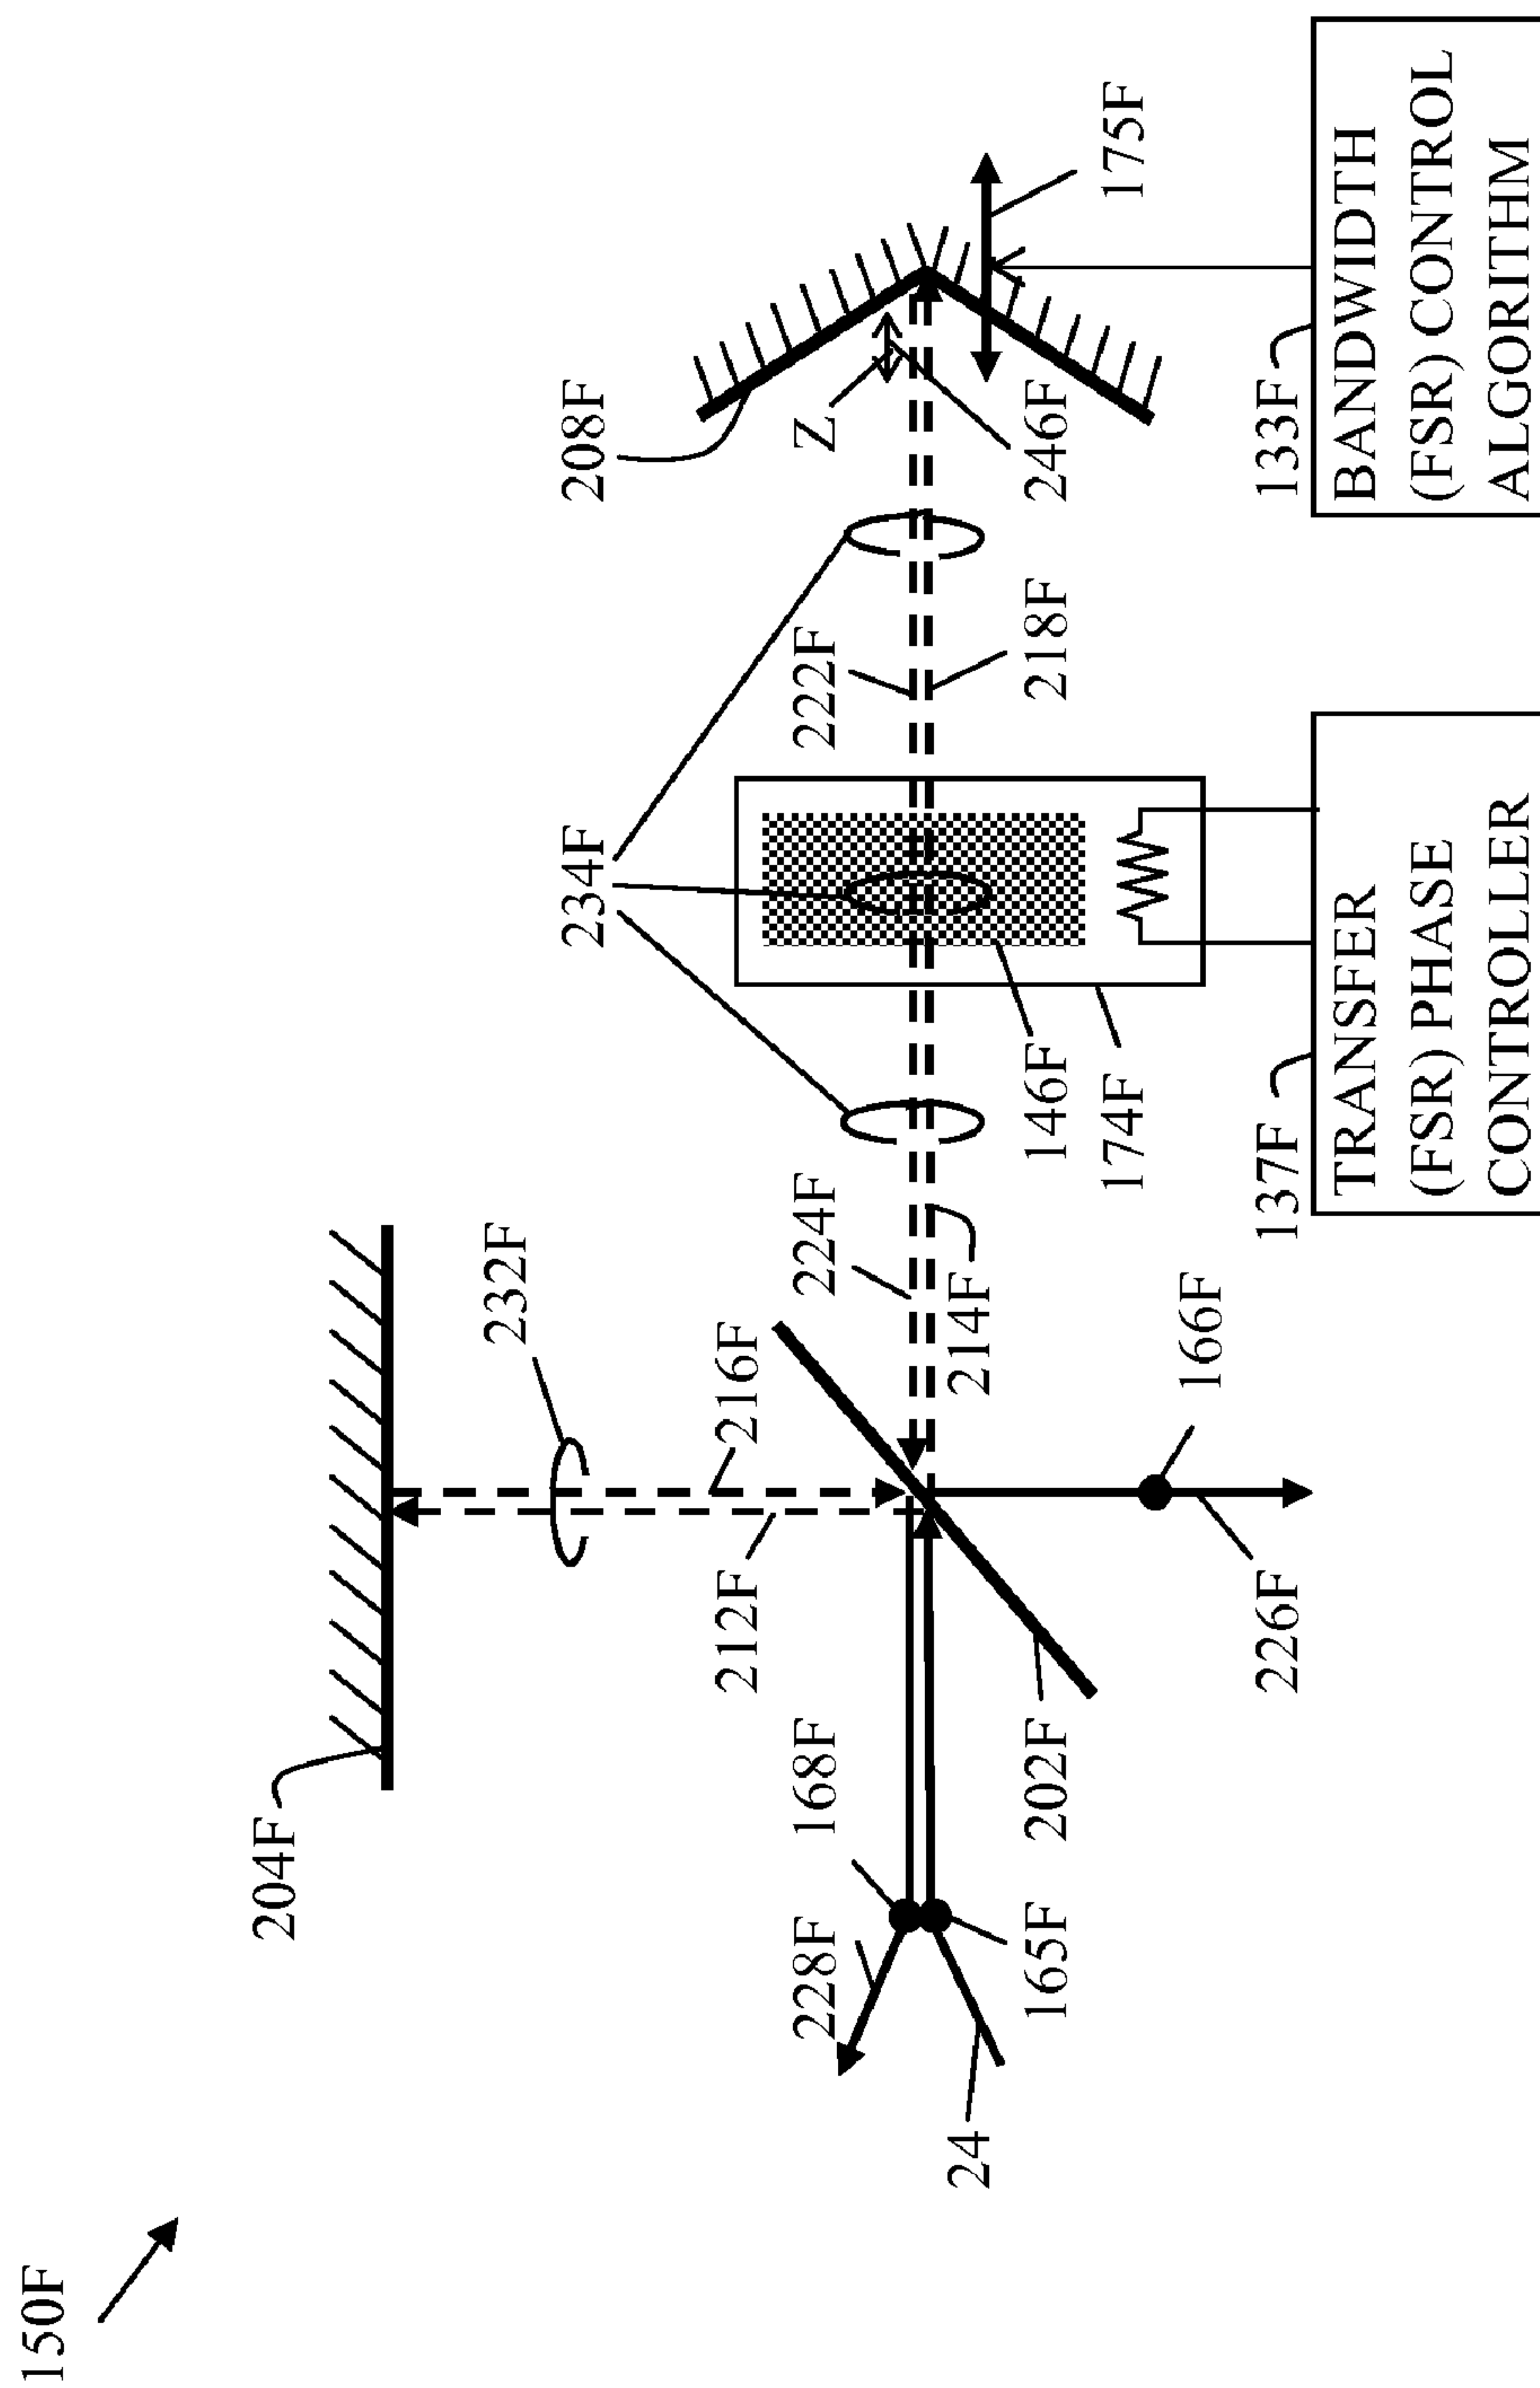 150F
204F
232F
234F
208F
212F
216F
228F
168F
224F
222F
Z
24
214F
165F
202F
146F
218F
246F
174F
175F
166F
226F
137F
133F
TRANSFER
(FSR) PHASE
CONTROLLER
BANDWIDTH
(FSR) CONTROL
ALGORITHM